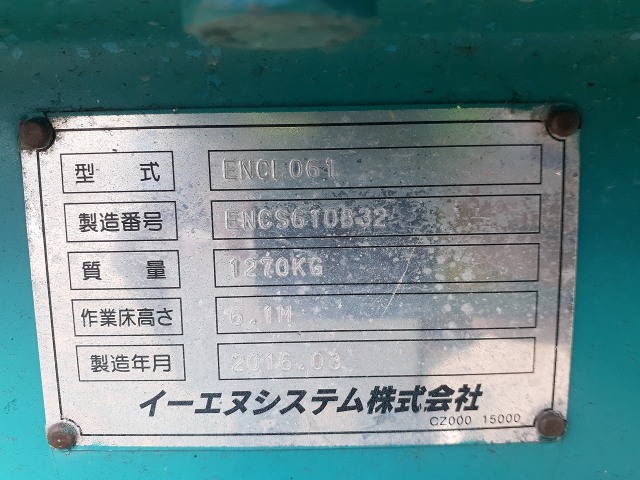 型式 ENCL061
製造番号 ENCS610832
質量 1270KG
作業床高さ 6.1M
製造年月 2016.03
イーエヌシステム株式会社
CZ000 15000